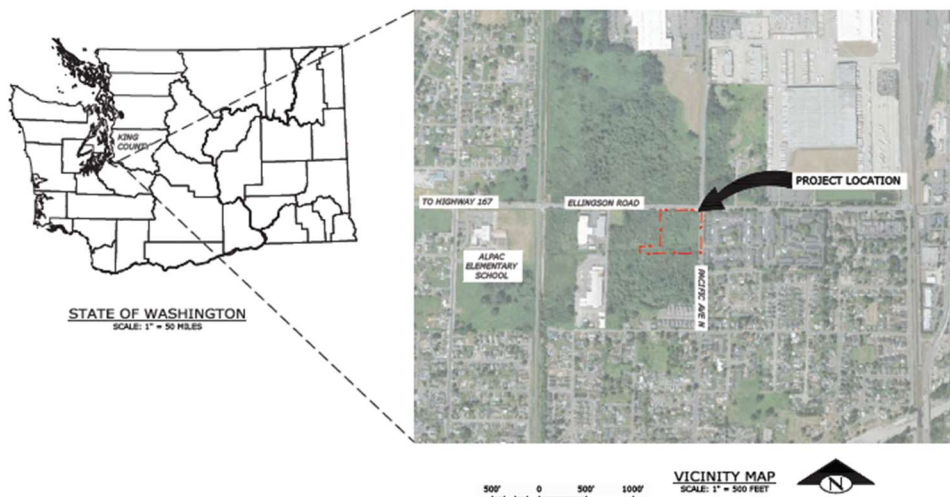 KING
COUNTY
STATE OF WASHINGTON
SCALE: 1" = 50 MILES
PROJECT LOCATION
TO HIGHWAY 167
ELLINGSON ROAD
ALPAC
ELEMENTARY
SCHOOL
PACIFIC AVE N
500' 0 500' 1000'
VICINITY MAP
SCALE: 1" = 500 FEET
N